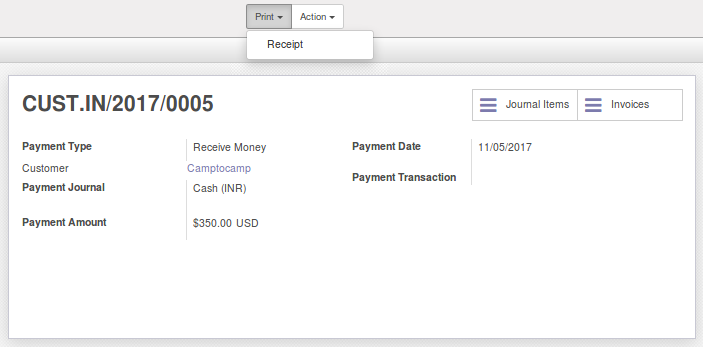 Print Action
Receipt
CUST.IN/2017/0005
Journal Items Invoices
Payment Type Receive Money Payment Date 11/05/2017
Customer Camptocamp
Payment Transaction
Payment Journal Cash (INR)
Payment Amount $350.00 USD